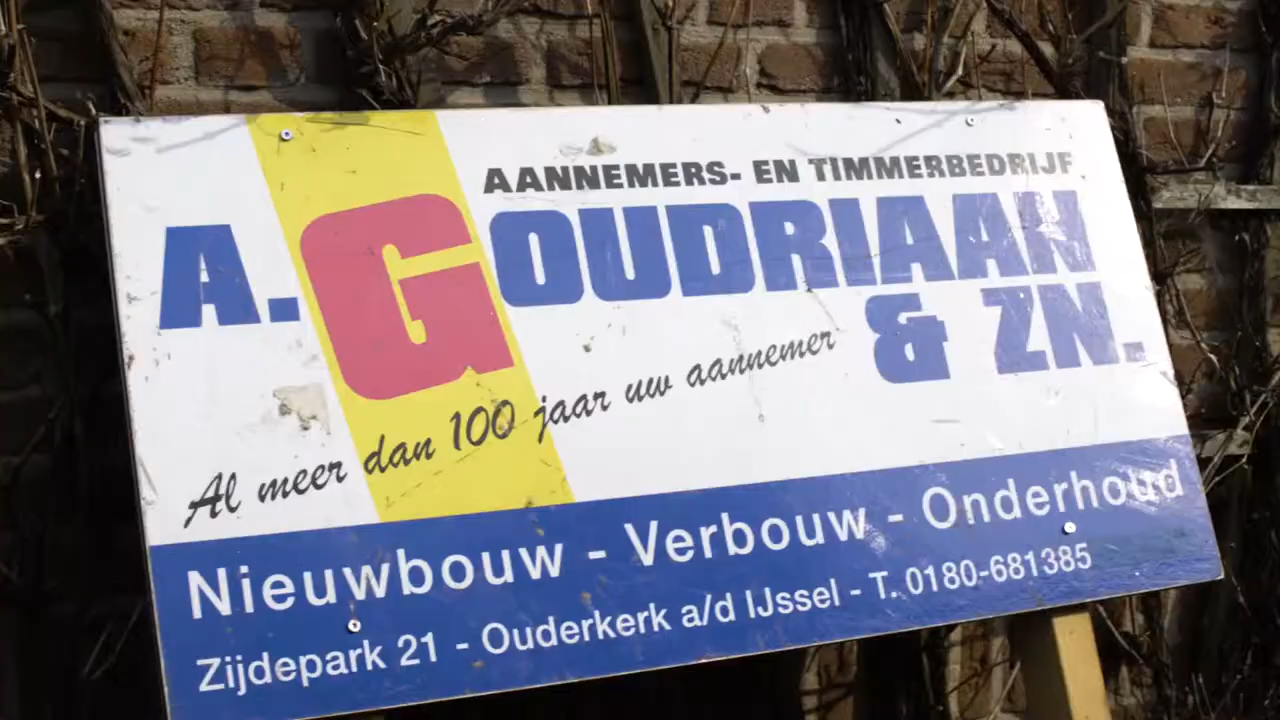 AANNEMERS- EN TIMMERBEDRIJF
A. GOUDRIAAN
& ZN.
Al meer dan 100 jaar uw aannemer
Nieuwbouw - Verbouw - Onderhoud
Zijdepark 21 - Ouderkerk a/d IJssel - T. 0180-681385